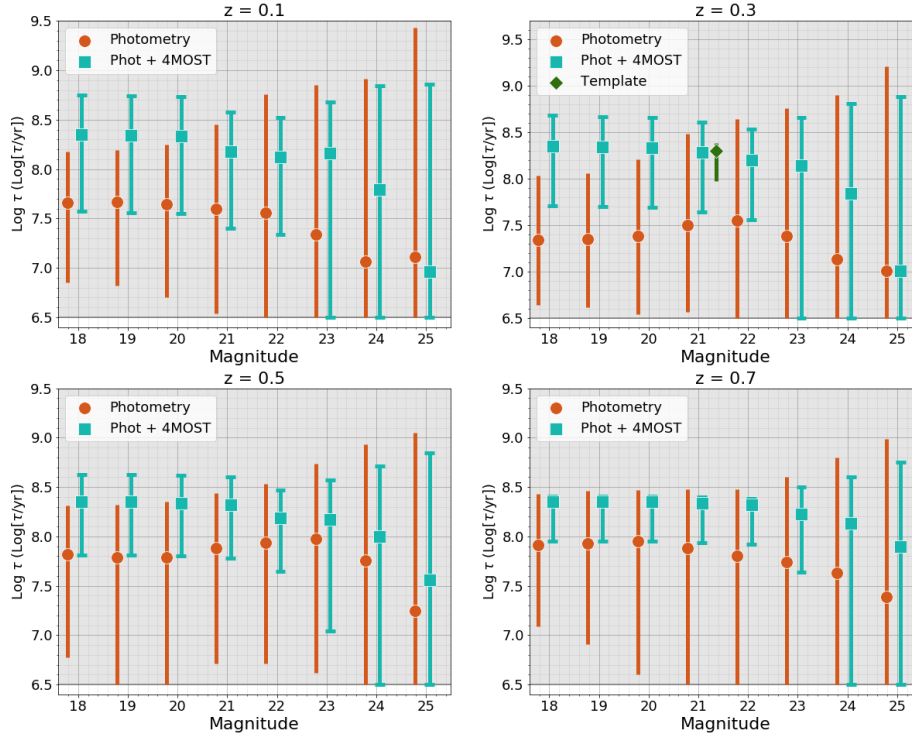 z = 0.1
Log τ (Log[τ/yr])
9.5
9.0
8.5
8.0
7.5
7.0
6.5
Photometry
Phot + 4MOST
18 19 20 21 22 23 24 25
Magnitude
z = 0.3
Log τ (Log[τ/yr])
9.5
9.0
8.5
8.0
7.5
7.0
6.5
Photometry
Phot + 4MOST
Template
18 19 20 21 22 23 24 25
Magnitude
z = 0.5
Log τ (Log[τ/yr])
9.5
9.0
8.5
8.0
7.5
7.0
6.5
Photometry
Phot + 4MOST
18 19 20 21 22 23 24 25
Magnitude
z = 0.7
Log τ (Log[τ/yr])
9.5
9.0
8.5
8.0
7.5
7.0
6.5
Photometry
Phot + 4MOST
18 19 20 21 22 23 24 25
Magnitude